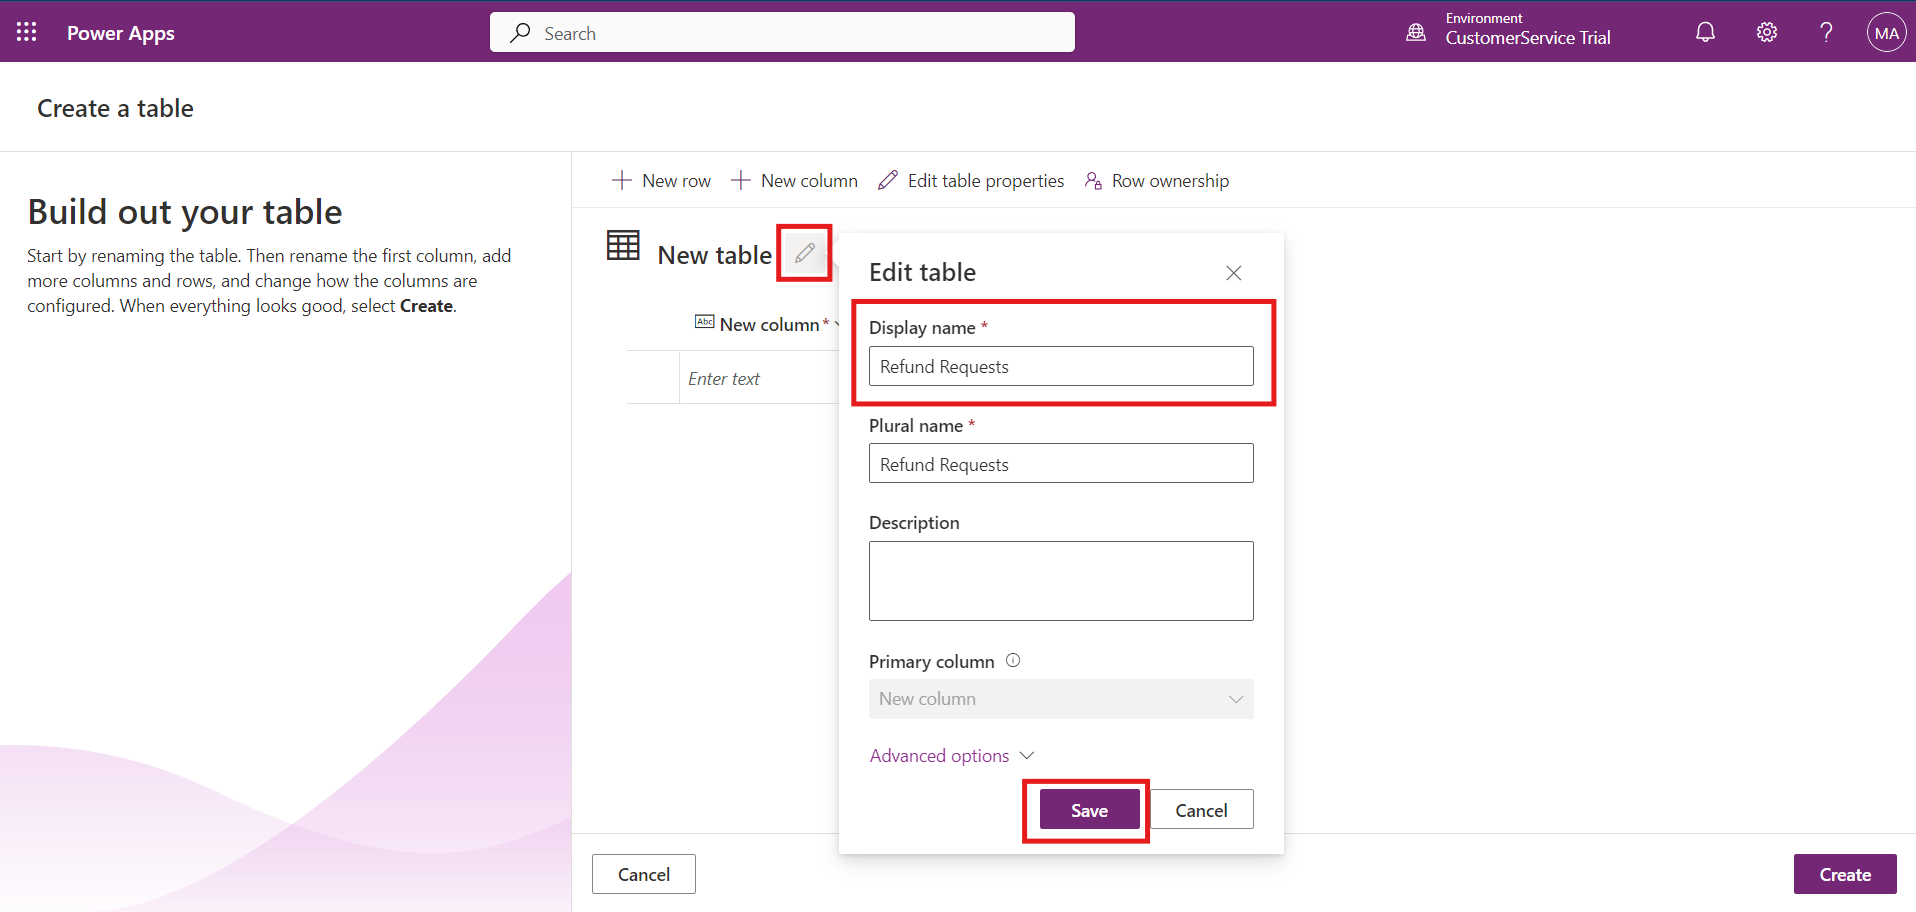 Power Apps
Search
Environment
CustomerService Trial
MA
Create a table
Build out your table
Start by renaming the table. Then rename the first column, add
more columns and rows, and change how the columns are
configured. When everything looks good, select Create.
New row
New column
Edit table properties
Row ownership
New table
Abc New column *
Enter text
Edit table
Display name *
Refund Requests
Plural name *
Refund Requests
Description
Primary column
New column
Advanced options
Save
Cancel
Cancel
Create